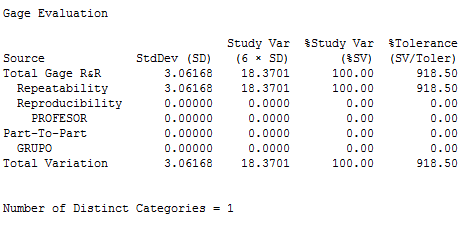 Gage Evaluation
Study Var %Study Var %Tolerance
Source StdDev (SD) (6 × SD) (%SV) (SV/Toler)
Total Gage R&R 3.06168 18.3701 100.00 918.50
Repeatability 3.06168 18.3701 100.00 918.50
Reproducibility 0.00000 0.0000 0.00 0.00
PROFESOR 0.00000 0.0000 0.00 0.00
Part-To-Part 0.00000 0.0000 0.00 0.00
GRUPO 0.00000 0.0000 0.00 0.00
Total Variation 3.06168 18.3701 100.00 918.50
Number of Distinct Categories = 1